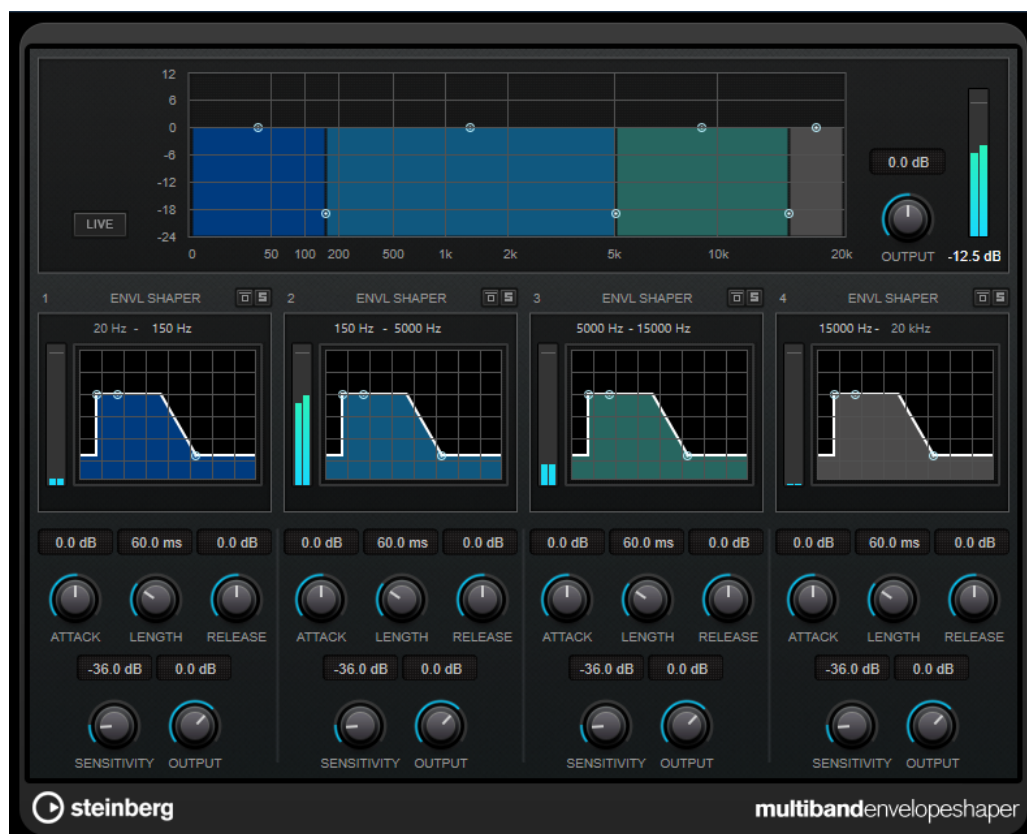 12
6
0
-6
-12
-18
-24
LIVE
0 50 100 200 500 1k 2k 5k 10k 20k
0.0 dB
OUTPUT -12.5 dB
1 ENVL SHAPER S 2 ENVL SHAPER S 3 ENVL SHAPER S 4 ENVL SHAPER S
20 Hz - 150 Hz 150 Hz - 5000 Hz 5000 Hz - 15000 Hz 15000 Hz - 20 kHz
0.0 dB 60.0 ms 0.0 dB 0.0 dB 60.0 ms 0.0 dB 0.0 dB 60.0 ms 0.0 dB 0.0 dB 60.0 ms 0.0 dB
ATTACK LENGTH RELEASE ATTACK LENGTH RELEASE ATTACK LENGTH RELEASE ATTACK LENGTH RELEASE
-36.0 dB 0.0 dB -36.0 dB 0.0 dB -36.0 dB 0.0 dB -36.0 dB 0.0 dB
SENSITIVITY OUTPUT SENSITIVITY OUTPUT SENSITIVITY OUTPUT SENSITIVITY OUTPUT
steinberg multibandenvelopeshaper